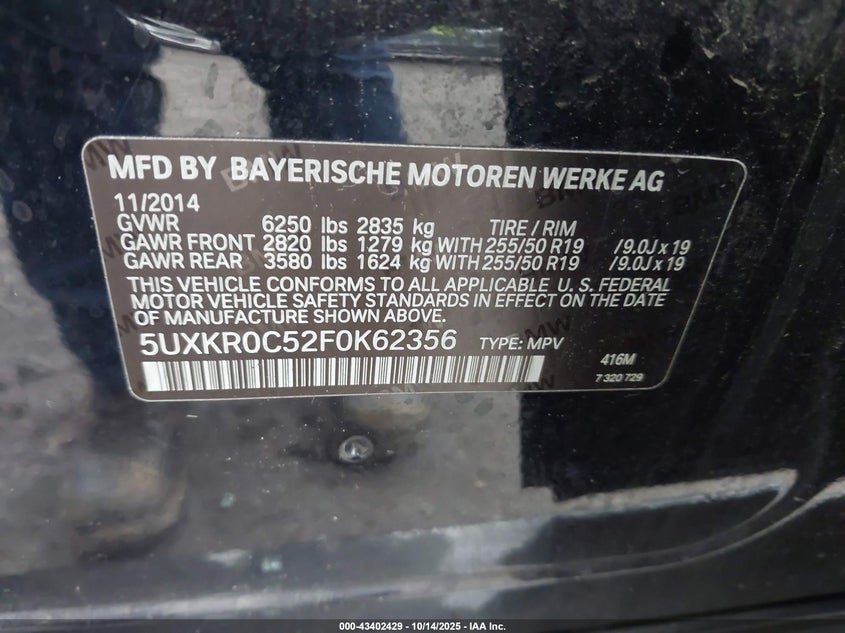 MFD BY BAYERISCHE MOTOREN WERKE AG
11/2014
GVWR 6250 lbs 2835 kg TIRE / RIM
GAWR FRONT 2820 lbs 1279 kg WITH 255/50 R19 /9.0J x 19
GAWR REAR 3580 lbs 1624 kg WITH 255/50 R19 /9.0J x 19
THIS VEHICLE CONFORMS TO ALL APPLICABLE U. S. FEDERAL
MOTOR VEHICLE SAFETY STANDARDS IN EFFECT ON THE DATE
OF MANUFACTURE SHOWN ABOVE.
5UXKR0C52F0K62356 TYPE: MPV
416M
7 320 729
000-43402429 - 10/14/2025 - IAA Inc.